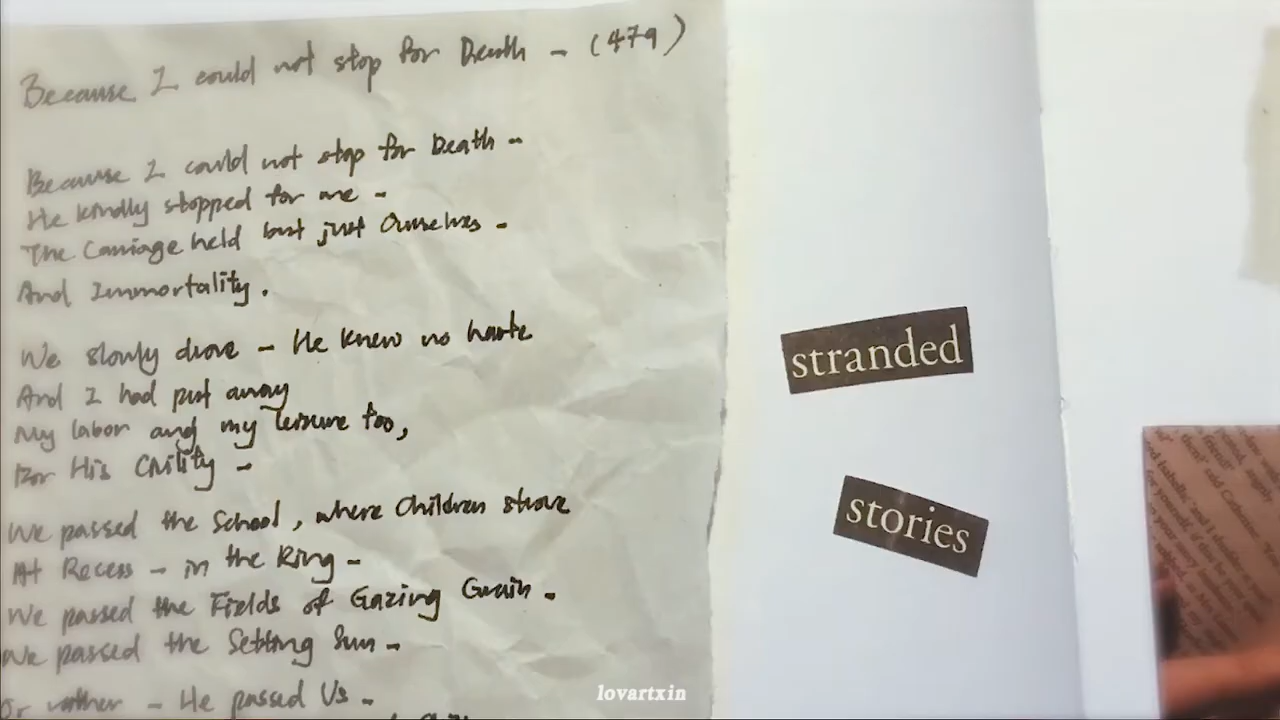 Because I could not stop for Death - (479)
Because I could not stop for Death -
He kindly stopped for me -
The Carriage held but just Ourselves -
And Immortality.
We slowly drove - He knew no haste
And I had put away
My labor and my leisure too,
For His Civility -
We passed the School, where Children strove
At Recess - in the Ring -
We passed the Fields of Gazing Grain -
We passed the Setting Sun -
Or rather - He passed Us -
stranded
stories
lovartxin